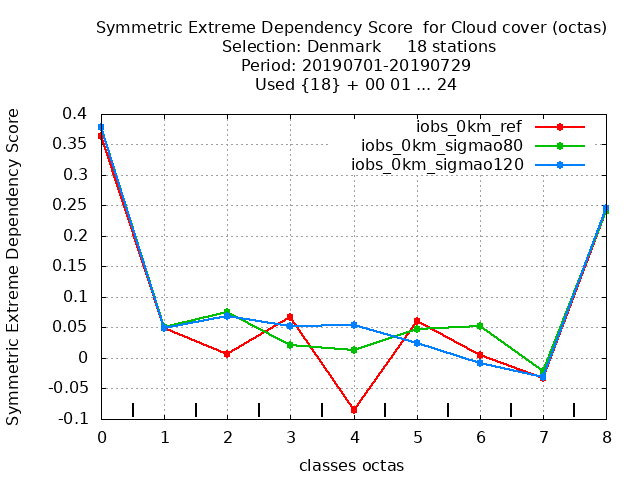 Symmetric Extreme Dependency Score  for Cloud cover (octas)
Selection: Denmark     18 stations
Period: 20190701-20190729
Used {18} + 00 01 ... 24
Symmetric Extreme Dependency Score
0.4
0.35
0.3
0.25
0.2
0.15
0.1
0.05
0
-0.05
-0.1
iobs_0km_ref
iobs_0km_sigmao80
iobs_0km_sigmao120
0 1 2 3 4 5 6 7 8
classes octas